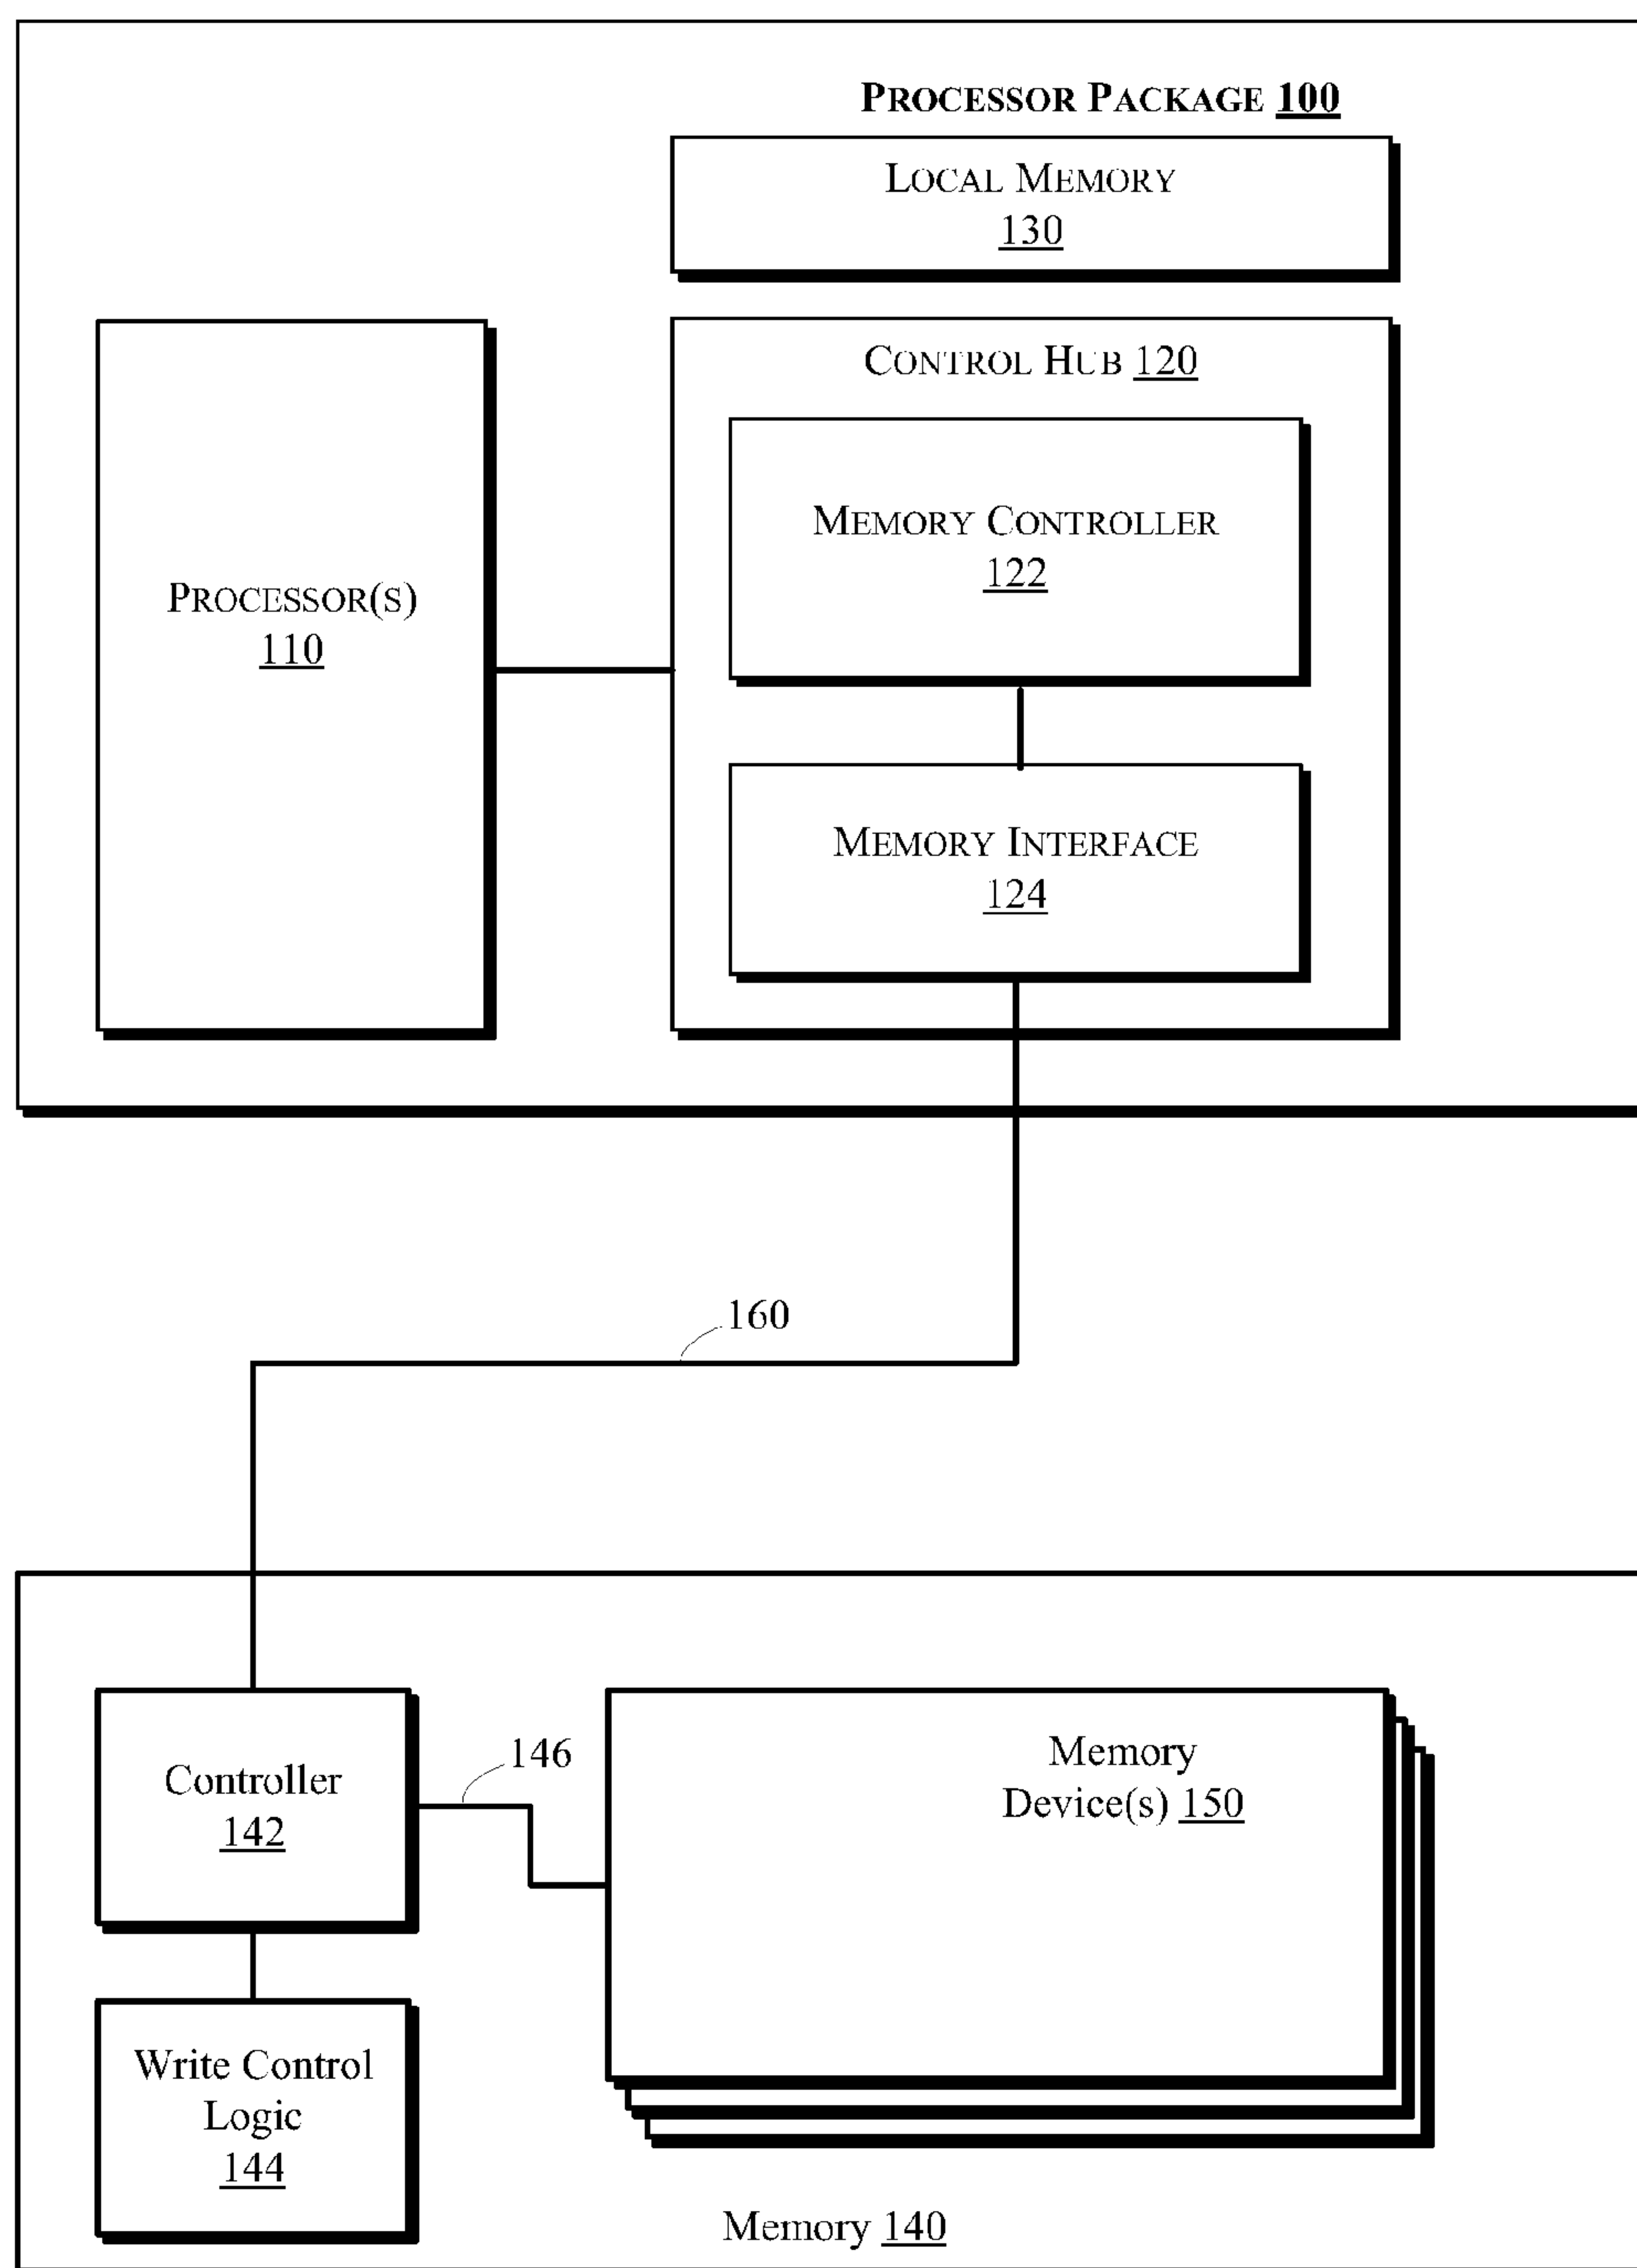 PROCESSOR PACKAGE 100
LOCAL MEMORY
130
CONTROL HUB 120
MEMORY CONTROLLER
122
PROCESSOR(S)
110
MEMORY INTERFACE
124
160
146
Controller
142
Memory
Device(s) 150
Write Control
Logic
144
Memory 140